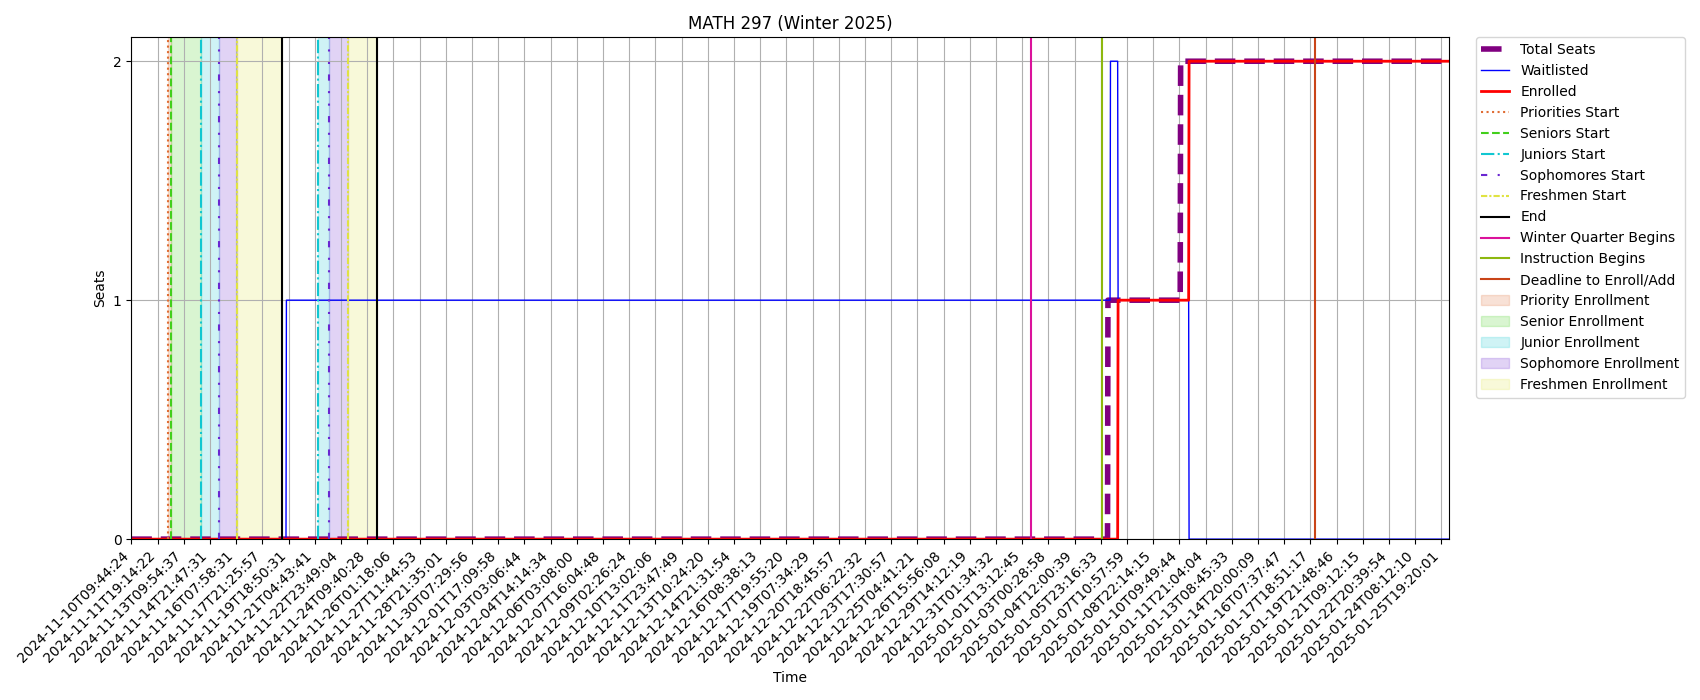 MATH 297 (Winter 2025)
Seats
2
1
0
2024-11-10T09:44:24
2024-11-11T19:14:22
2024-11-13T09:54:37
2024-11-14T21:47:31
2024-11-16T07:58:31
2024-11-17T21:25:57
2024-11-19T18:50:31
2024-11-21T04:43:41
2024-11-22T23:49:04
2024-11-24T09:40:28
2024-11-26T01:18:06
2024-11-27T11:44:53
2024-11-28T21:35:01
2024-11-30T07:29:56
2024-12-01T17:09:58
2024-12-03T03:06:44
2024-12-04T14:14:34
2024-12-06T03:08:00
2024-12-07T16:04:48
2024-12-09T02:26:24
2024-12-10T13:02:06
2024-12-11T23:47:49
2024-12-13T10:24:20
2024-12-14T21:31:54
2024-12-16T08:38:13
2024-12-17T19:55:20
2024-12-19T07:34:29
2024-12-20T18:45:57
2024-12-22T06:22:32
2024-12-23T17:30:57
2024-12-25T04:41:21
2024-12-26T15:56:08
2024-12-29T14:12:19
2024-12-31T01:34:32
2025-01-01T13:12:45
2025-01-03T00:28:58
2025-01-04T12:00:39
2025-01-05T23:16:33
2025-01-07T10:57:59
2025-01-08T22:14:15
2025-01-10T09:49:44
2025-01-11T21:04:04
2025-01-13T08:45:33
2025-01-14T20:00:09
2025-01-16T07:37:47
2025-01-17T18:51:17
2025-01-19T21:48:46
2025-01-21T09:12:15
2025-01-22T20:39:54
2025-01-24T08:12:10
2025-01-25T19:20:01
Time
Total Seats
Waitlisted
Enrolled
Priorities Start
Seniors Start
Juniors Start
Sophomores Start
Freshmen Start
End
Winter Quarter Begins
Instruction Begins
Deadline to Enroll/Add
Priority Enrollment
Senior Enrollment
Junior Enrollment
Sophomore Enrollment
Freshmen Enrollment